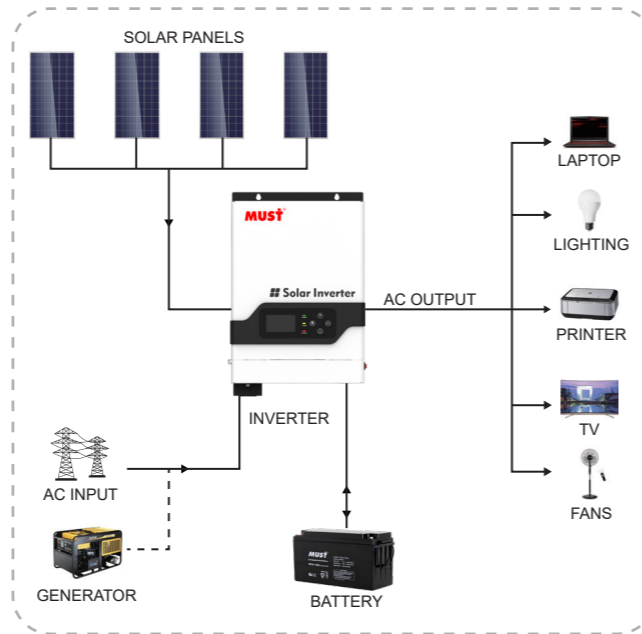 SOLAR PANELS
MUST
Solar Inverter
AC OUTPUT
LAPTOP
LIGHTING
PRINTER
TV
FANS
INVERTER
AC INPUT
GENERATOR
MUST
BATTERY